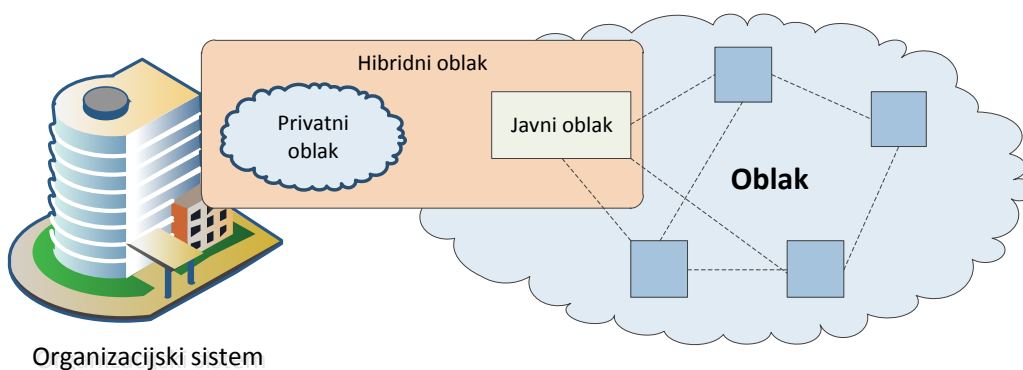 Hibridni oblak
Privatni
oblak
Javni oblak
Oblak
Organizacijski sistem